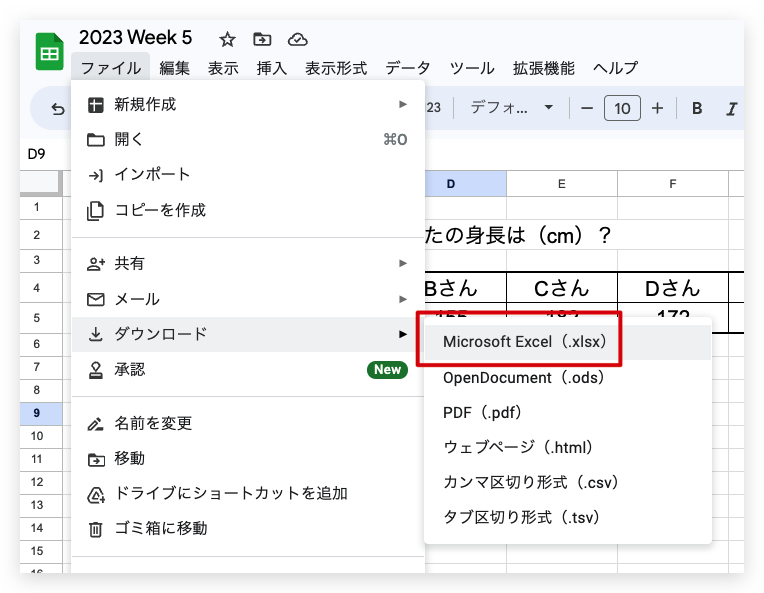 2023 Week 5
ファイル 編集 表示 挿入 表示形式 データ ツール 拡張機能 ヘルプ
23 デフォ... − 10 + B I
D9
D E F
新規作成
開く ⌘O
インポート
コピーを作成
共有
メール
ダウンロード
承認 New
名前を変更
移動
ドライブにショートカットを追加
ゴミ箱に移動
1
2 たの身長は（cm）？
3
4 Bさん Cさん Dさん
5
6
7
8
9
10
11
12
13
14
15
Microsoft Excel（.xlsx）
OpenDocument（.ods）
PDF（.pdf）
ウェブページ（.html）
カンマ区切り形式（.csv）
タブ区切り形式（.tsv）